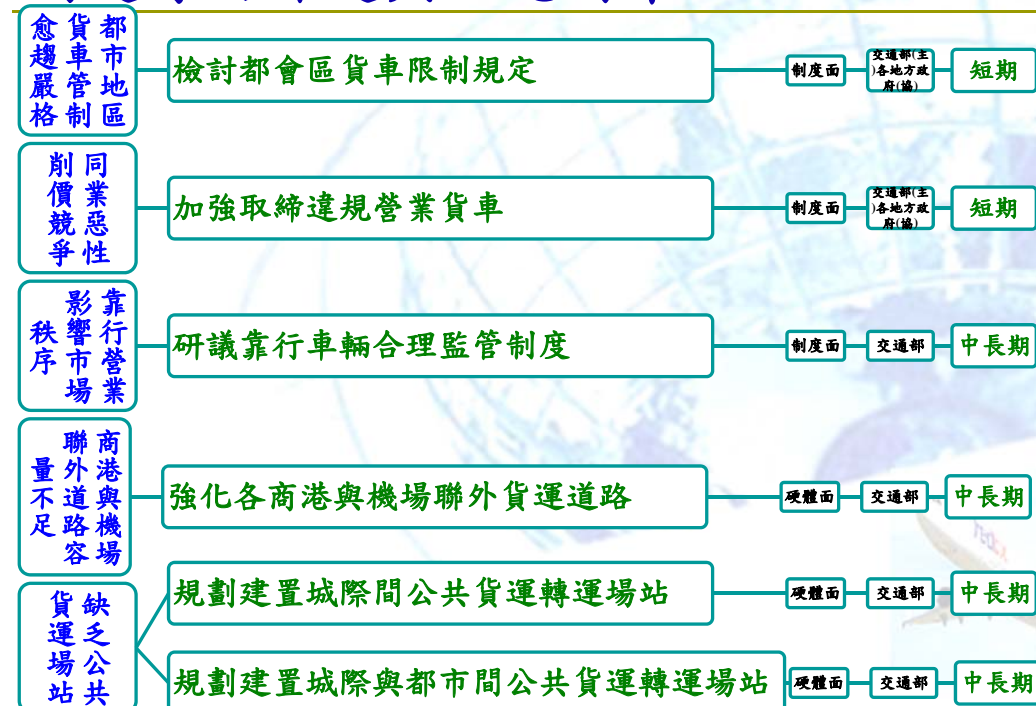 都市地區
貨車管制
愈趨嚴格
檢討都會區貨車限制規定
制度面
交通部(主
)各地方政
府(協)
短期
同業惡性
削價競爭
加強取締違規營業貨車
制度面
交通部(主
)各地方政
府(協)
短期
靠行營業
影響市場
秩序
研議靠行車輛合理監管制度
制度面
交通部
中長期
商港與機場
聯外道路容
量不足
強化各商港與機場聯外貨運道路
硬體面
交通部
中長期
缺乏公共
貨運場站
規劃建置城際間公共貨運轉運場站
硬體面
交通部
中長期
規劃建置城際與都市間公共貨運轉運場站
硬體面
交通部
中長期